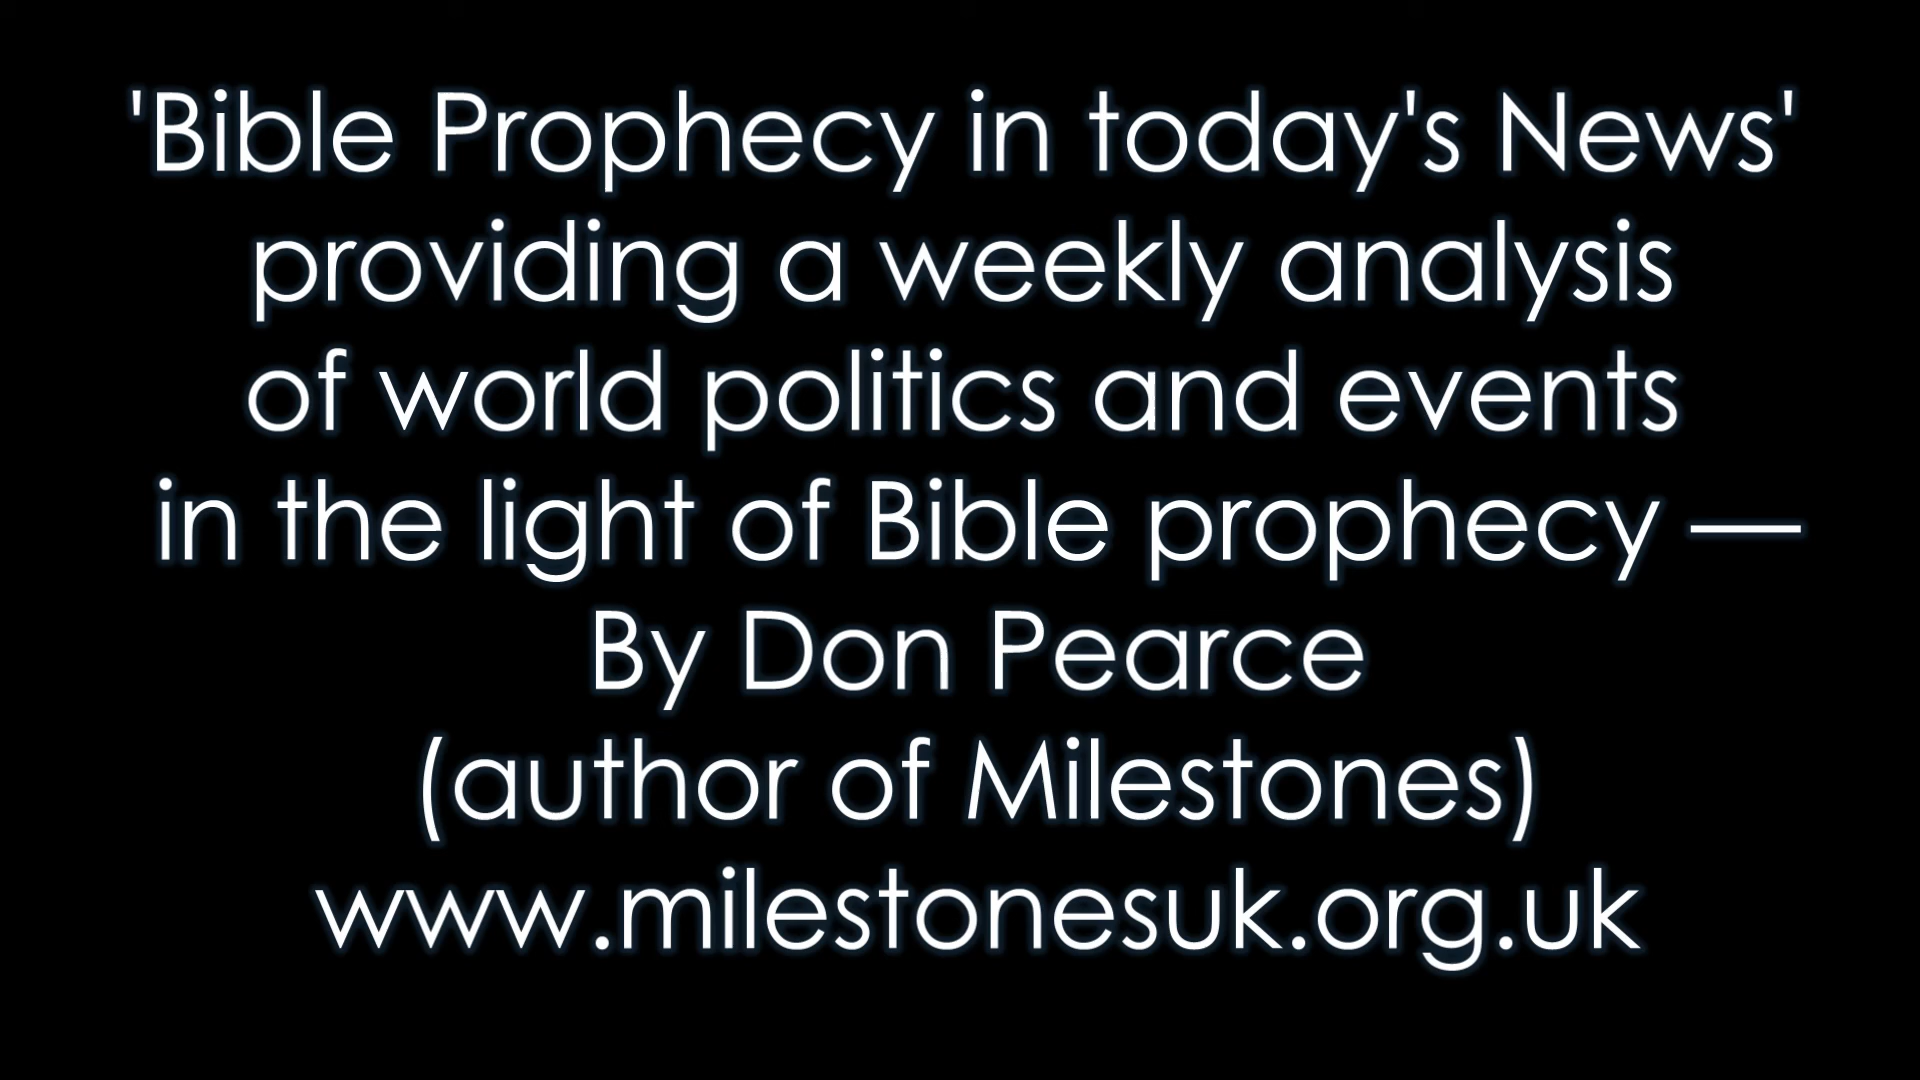 'Bible Prophecy in today's News'
providing a weekly analysis
of world politics and events
in the light of Bible prophecy —
By Don Pearce
(author of Milestones)
www.milestonesuk.org.uk